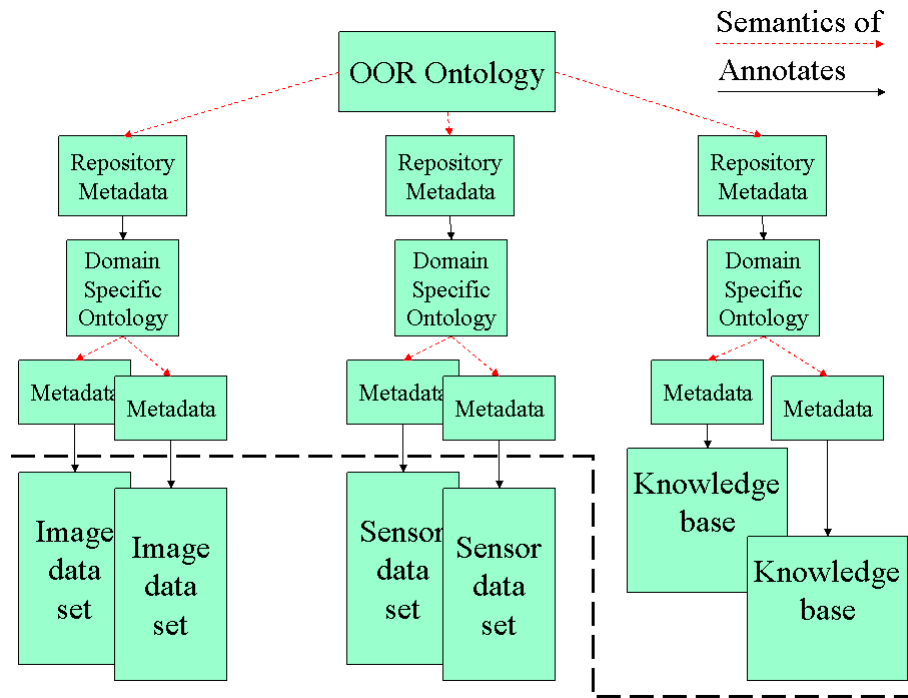 Semantics of
Annotates
OOR Ontology
Repository
Metadata
Repository
Metadata
Repository
Metadata
Domain
Specific
Ontology
Domain
Specific
Ontology
Domain
Specific
Ontology
Metadata
Metadata
Metadata
Metadata
Metadata
Metadata
Image
data
set
Image
data
set
Sensor
data
set
Sensor
data
set
Knowledge
base
Knowledge
base